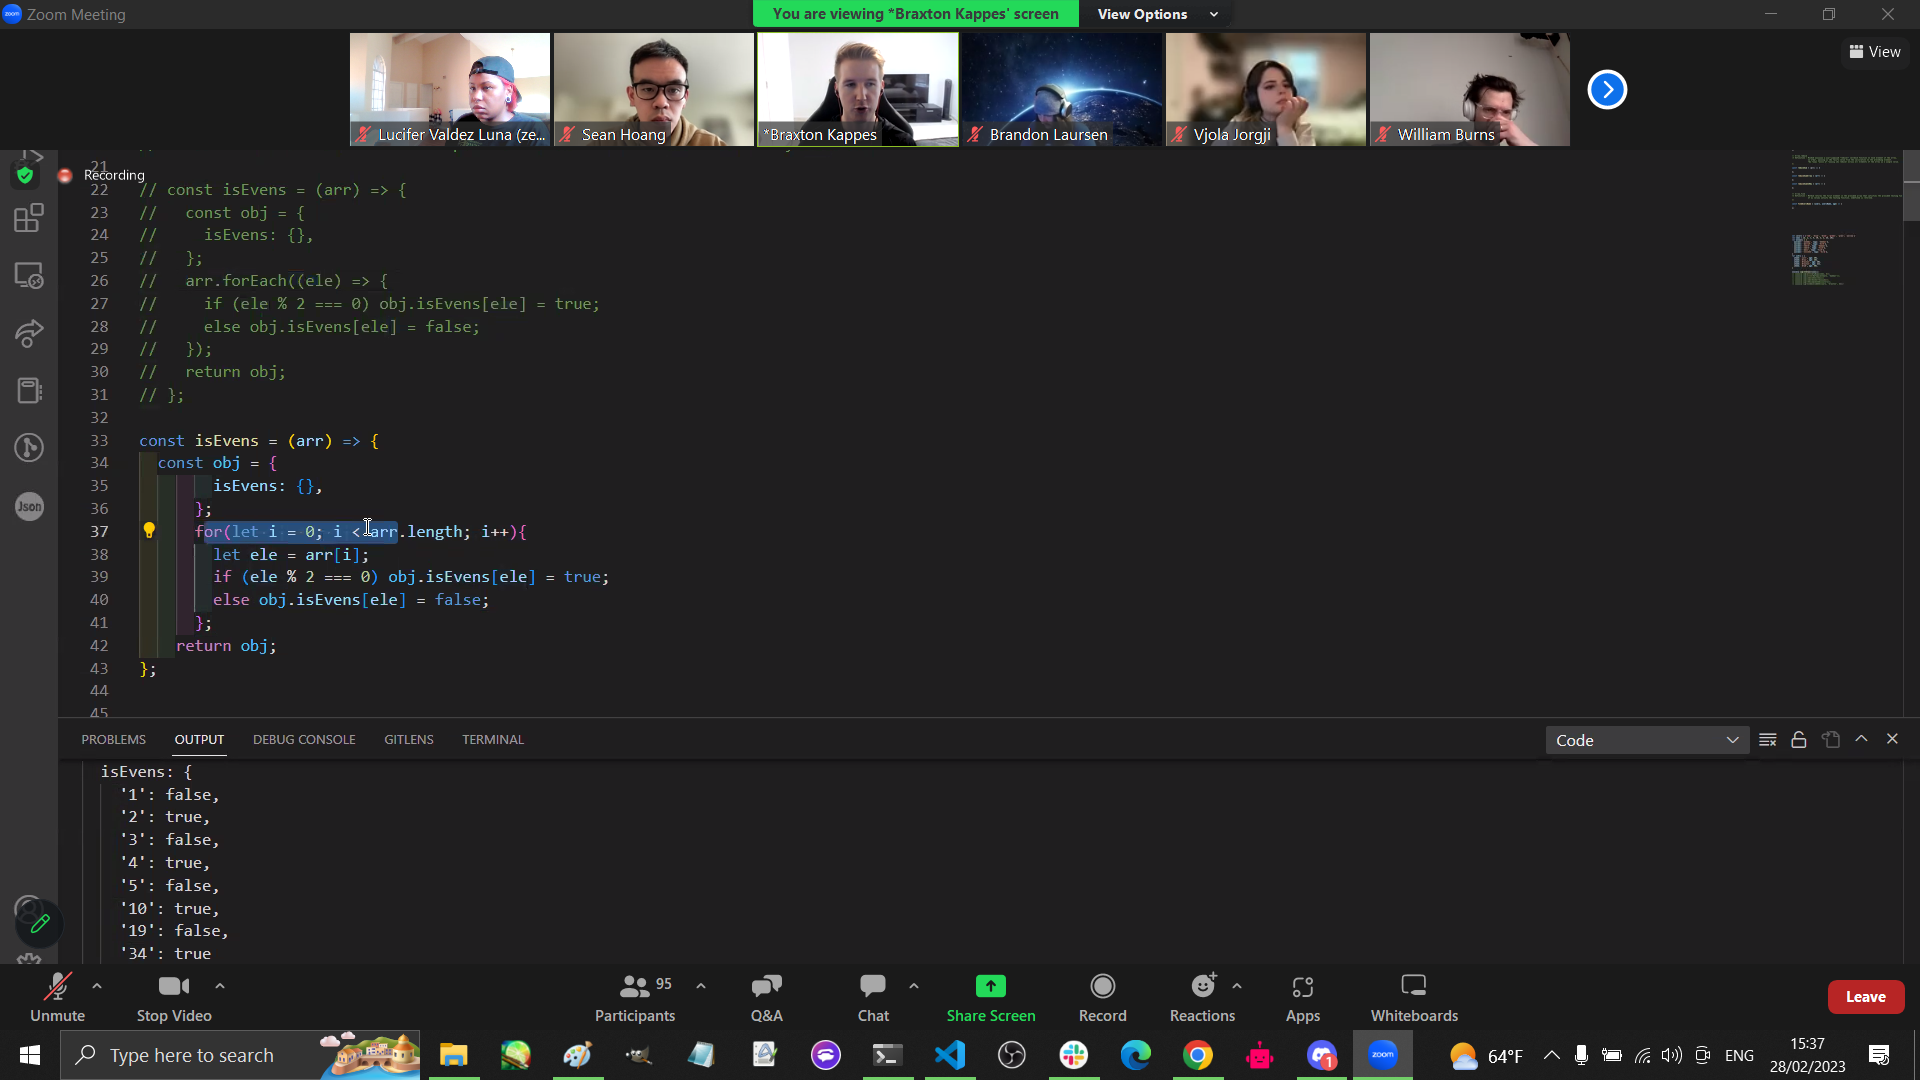 zoom Zoom Meeting
You are viewing *Braxton Kappes' screen
View Options
View
Lucifer Valdez Luna (ze...
Sean Hoang
*Braxton Kappes
Brandon Laursen
Vjola Jorgji
William Burns
Recording
21
22 // const isEvens = (arr) => {
23 //   const obj = {
24 //     isEvens: {},
25 //   };
26 //   arr.forEach((ele) => {
27 //     if (ele % 2 === 0) obj.isEvens[ele] = true;
28 //     else obj.isEvens[ele] = false;
29 //   });
30 //   return obj;
31 // };
32
33 const isEvens = (arr) => {
34   const obj = {
35         isEvens: {},
36       };
37       for(let i = 0; i < arr.length; i++){
38         let ele = arr[i];
39         if (ele % 2 === 0) obj.isEvens[ele] = true;
40         else obj.isEvens[ele] = false;
41       };
42     return obj;
43 };
44
45
Json
PROBLEMS OUTPUT DEBUG CONSOLE GITLENS TERMINAL
Code
isEvens: {
'1': false,
'2': true,
'3': false,
'4': true,
'5': false,
'10': true,
'19': false,
'34': true
Unmute
Stop Video
95
Participants
Q&A
Chat
Share Screen
Record
Reactions
Apps
Whiteboards
Leave
Type here to search
1
zoom
64°F
ENG
15:37
28/02/2023